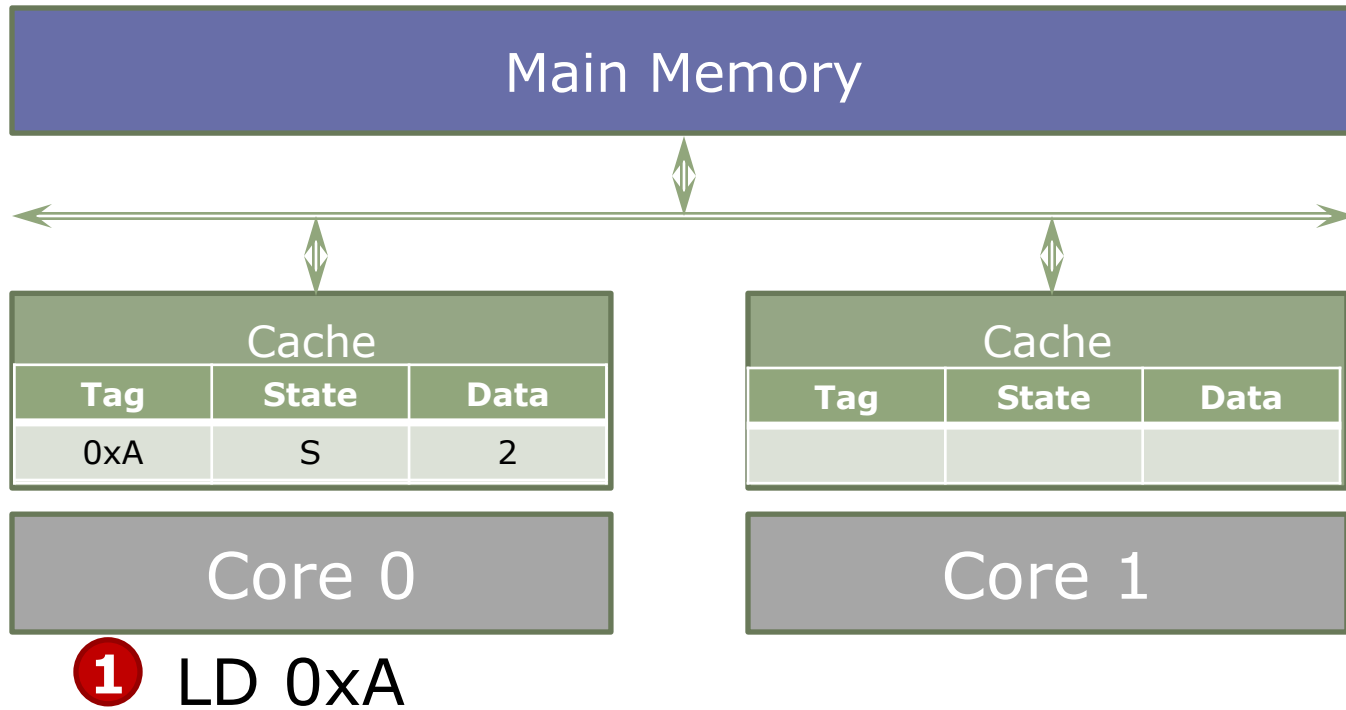 Main Memory
Cache
Tag State Data
0xA S 2
Cache
Tag State Data
Core 0
Core 1
1 LD 0xA